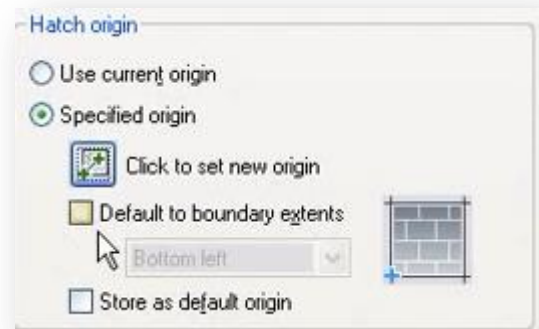 Hatch origin
Use current origin
Specified origin
Click to set new origin
Default to boundary extents
Bottom left
Store as default origin